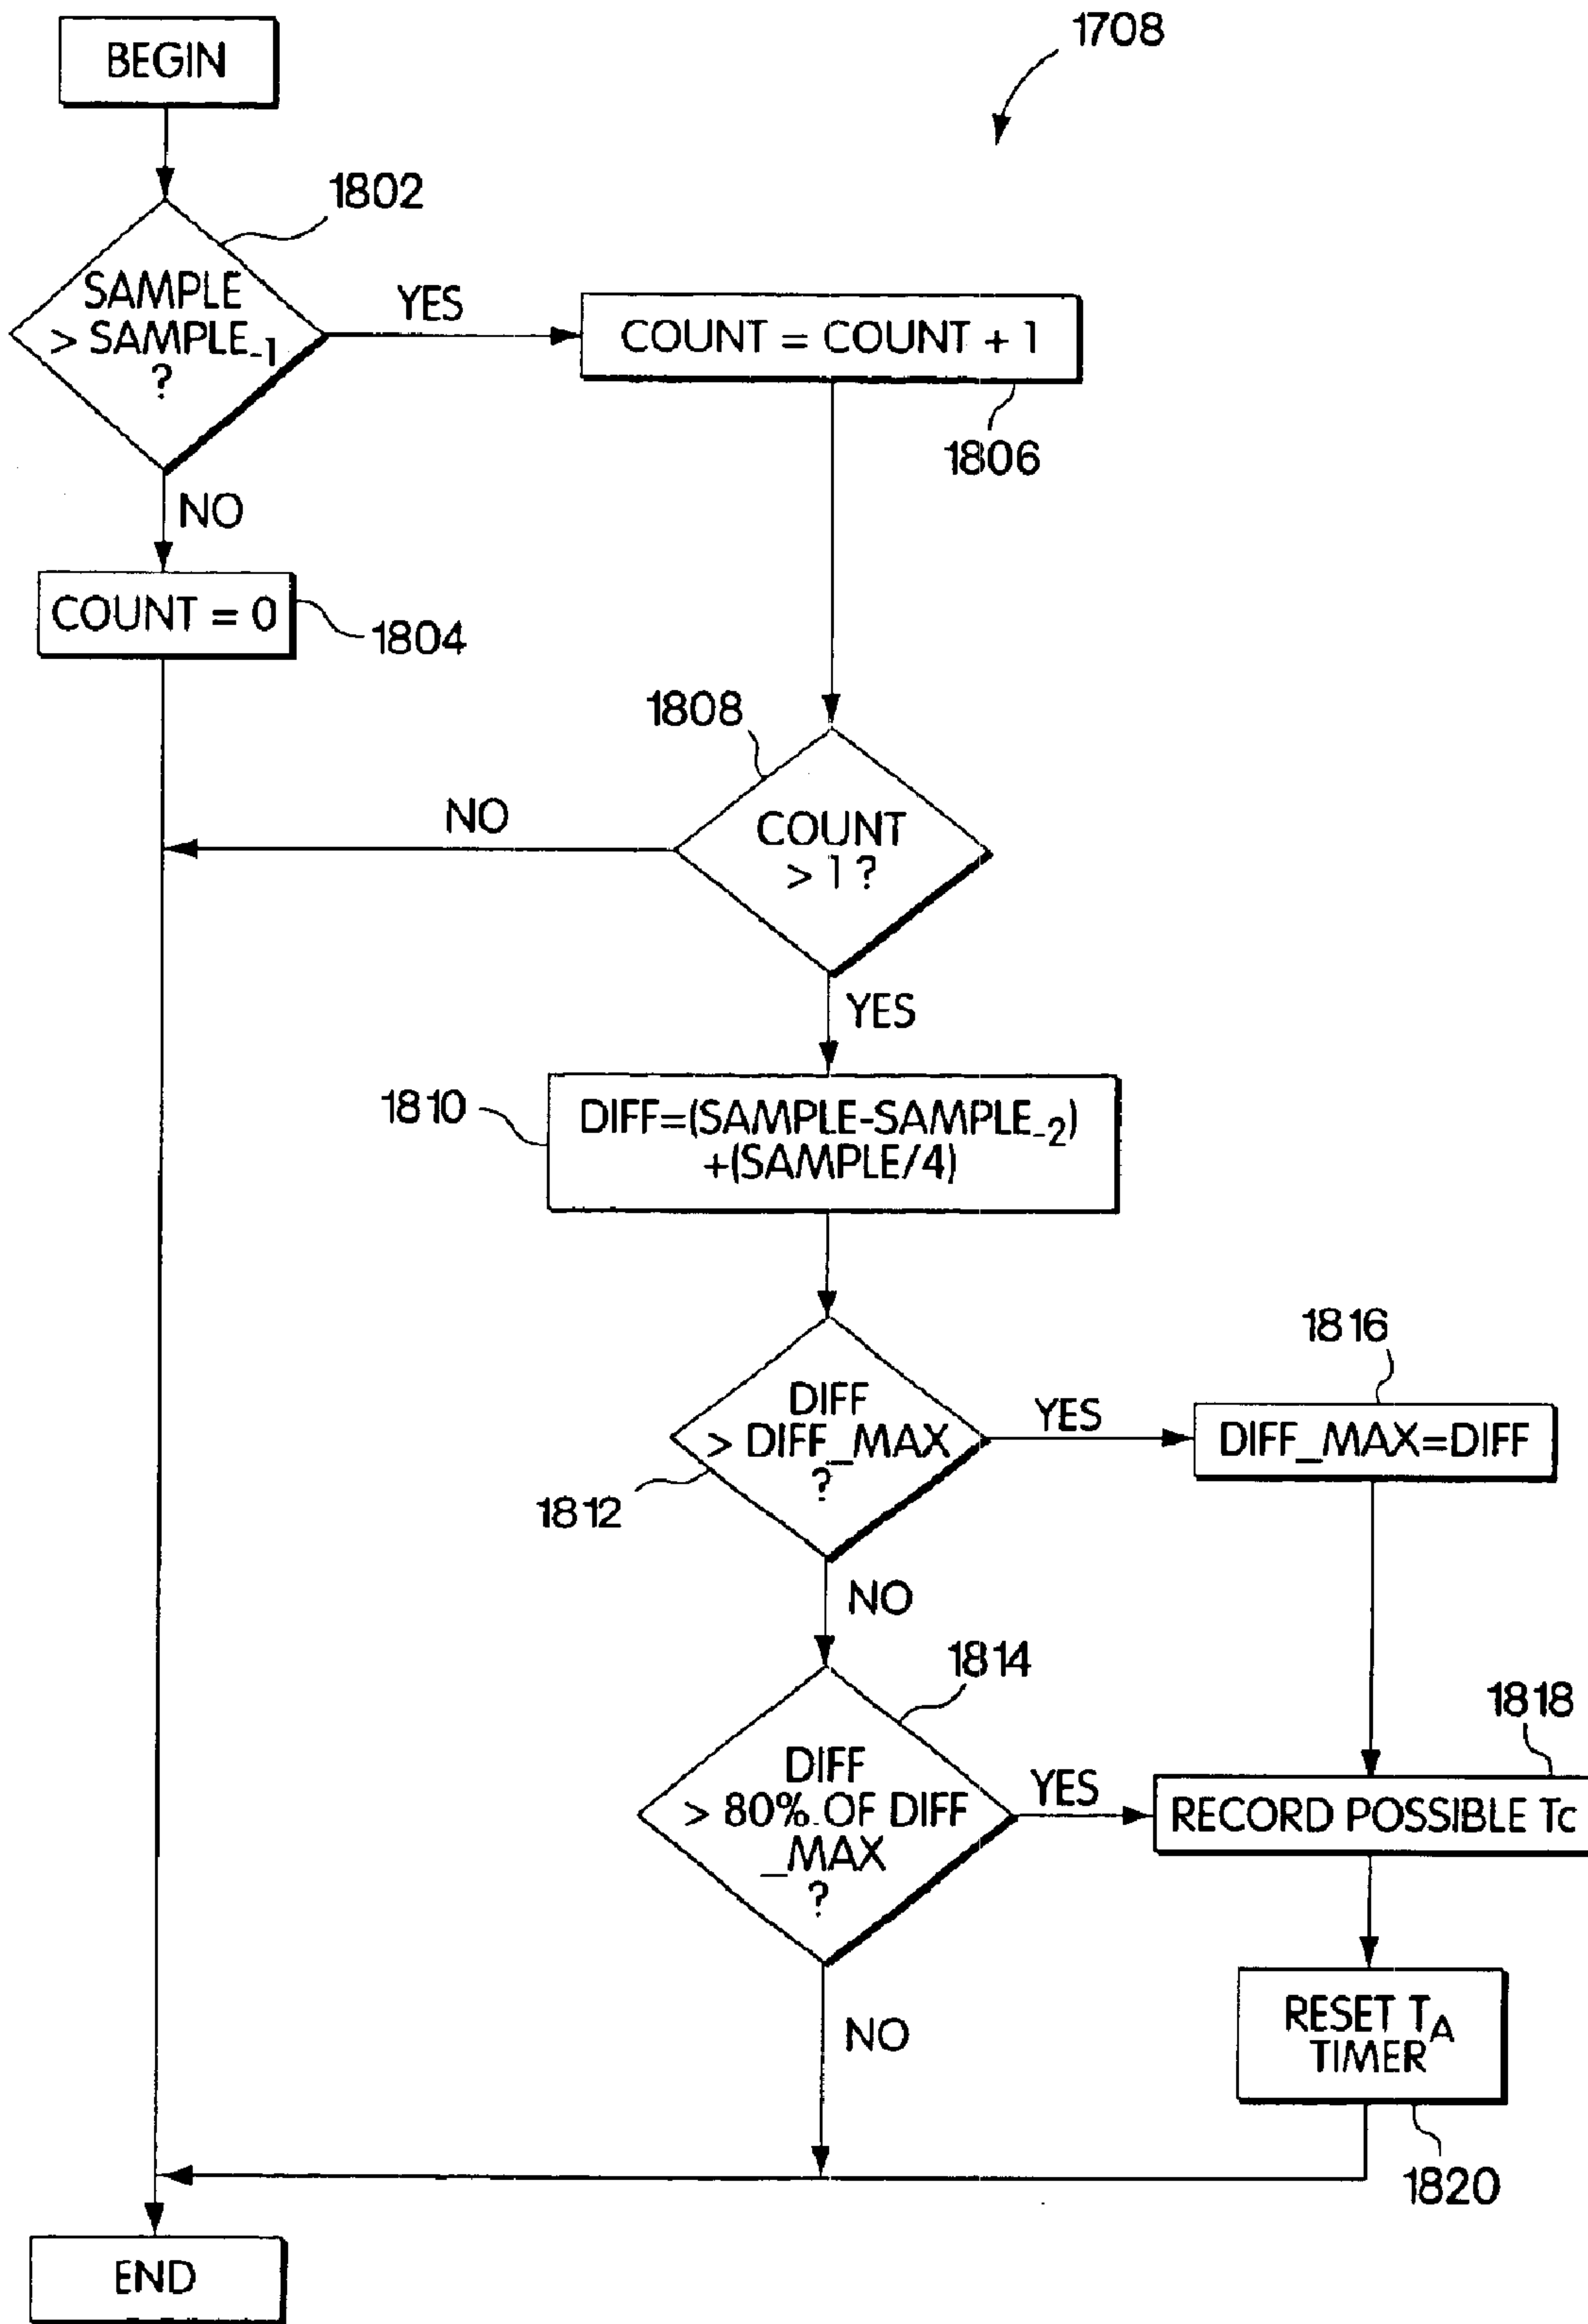 BEGIN
1708
1802
SAMPLE
> SAMPLE₋₁
?
YES
COUNT = COUNT + 1
1806
NO
COUNT = 0
1804
1808
NO
COUNT
> 1 ?
YES
1810
DIFF=(SAMPLE-SAMPLE₋₂)
+(SAMPLE/4)
1816
DIFF
> DIFF_MAX
?
YES
DIFF_MAX=DIFF
1812
NO
1814
1818
DIFF
> 80% OF DIFF
_MAX
?
YES
RECORD POSSIBLE Tc
NO
RESET T_A
TIMER
1820
END